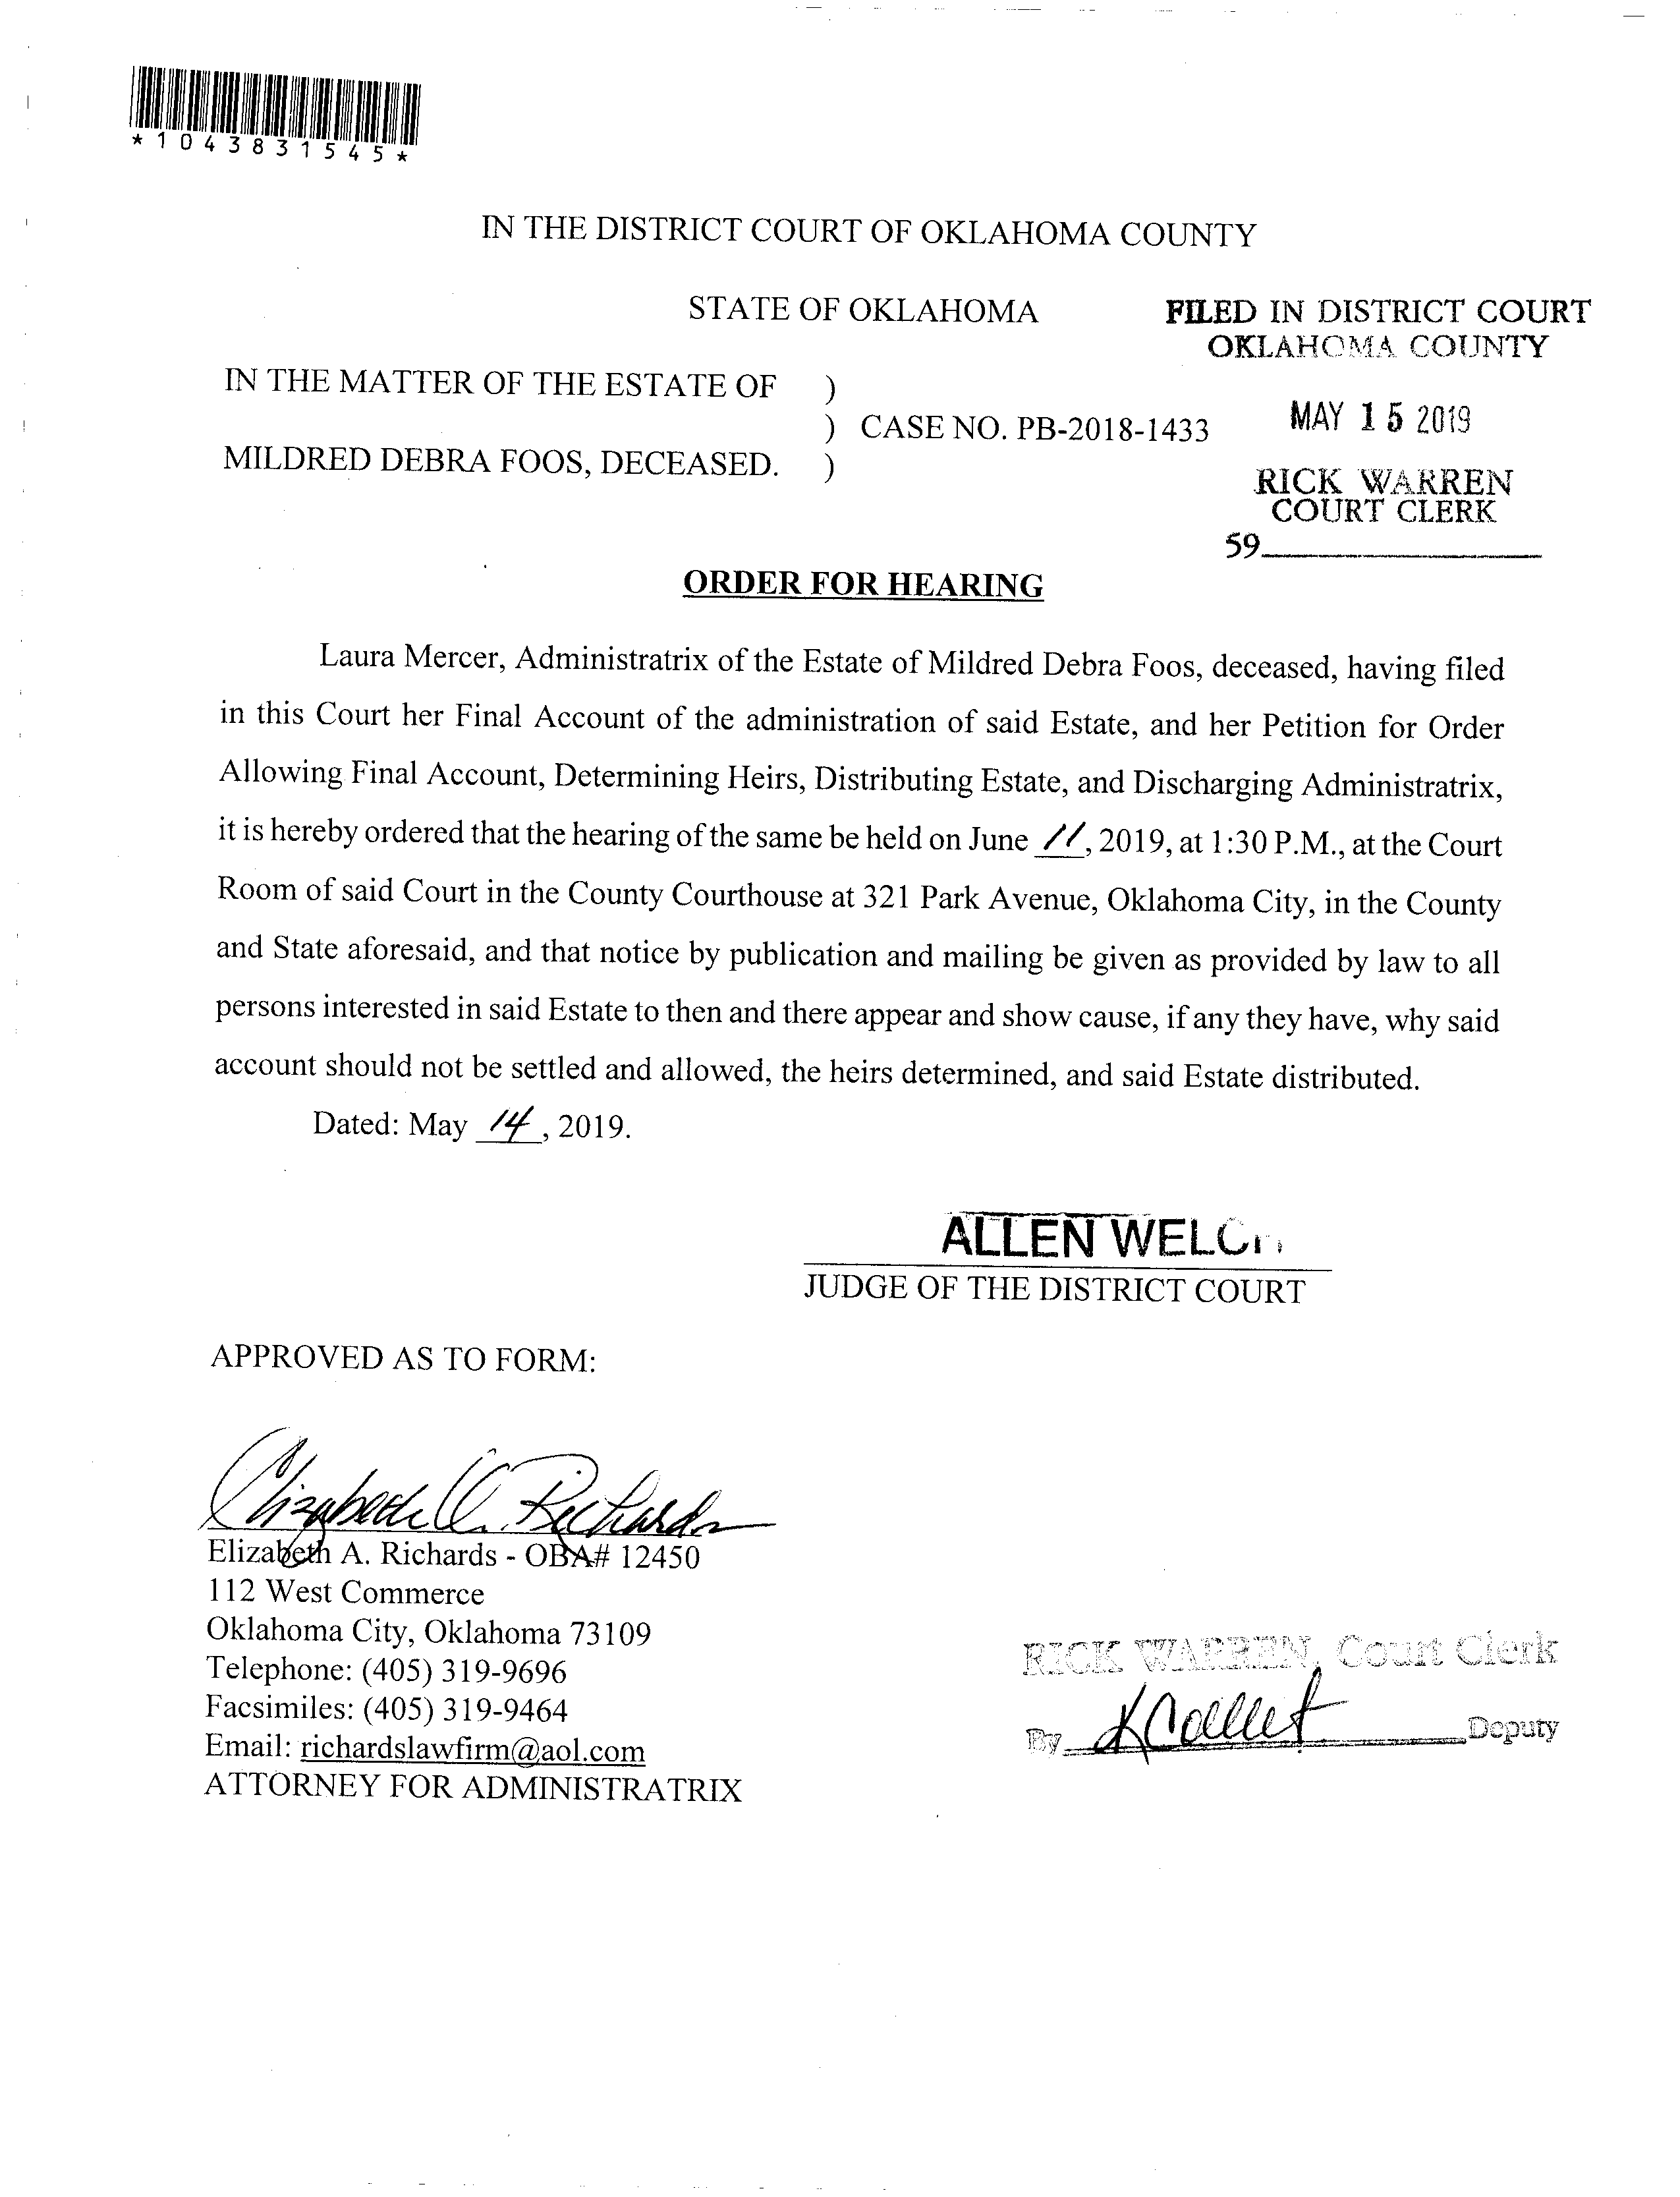 *1043831545*
IN THE DISTRICT COURT OF OKLAHOMA COUNTY
STATE OF OKLAHOMA
FILED IN DISTRICT COURT
OKLAHOMA COUNTY
IN THE MATTER OF THE ESTATE OF )
) CASE NO. PB-2018-1433
MILDRED DEBRA FOOS, DECEASED. )
MAY 15 2019
RICK WARREN
COURT CLERK
59
ORDER FOR HEARING
Laura Mercer, Administratrix of the Estate of Mildred Debra Foos, deceased, having filed
in this Court her Final Account of the administration of said Estate, and her Petition for Order
Allowing Final Account, Determining Heirs, Distributing Estate, and Discharging Administratrix,
it is hereby ordered that the hearing of the same be held on June 11, 2019, at 1:30 P.M., at the Court
Room of said Court in the County Courthouse at 321 Park Avenue, Oklahoma City, in the County
and State aforesaid, and that notice by publication and mailing be given as provided by law to all
persons interested in said Estate to then and there appear and show cause, if any they have, why said
account should not be settled and allowed, the heirs determined, and said Estate distributed.
Dated: May 14, 2019.
ALLEN WELCH
JUDGE OF THE DISTRICT COURT
APPROVED AS TO FORM:
Elizabeth A. Richards
Elizabeth A. Richards - OBA# 12450
112 West Commerce
Oklahoma City, Oklahoma 73109
Telephone: (405) 319-9696
Facsimiles: (405) 319-9464
Email: richardslawfirm@aol.com
ATTORNEY FOR ADMINISTRATRIX
RICK WARREN, Court Clerk
By Deputy